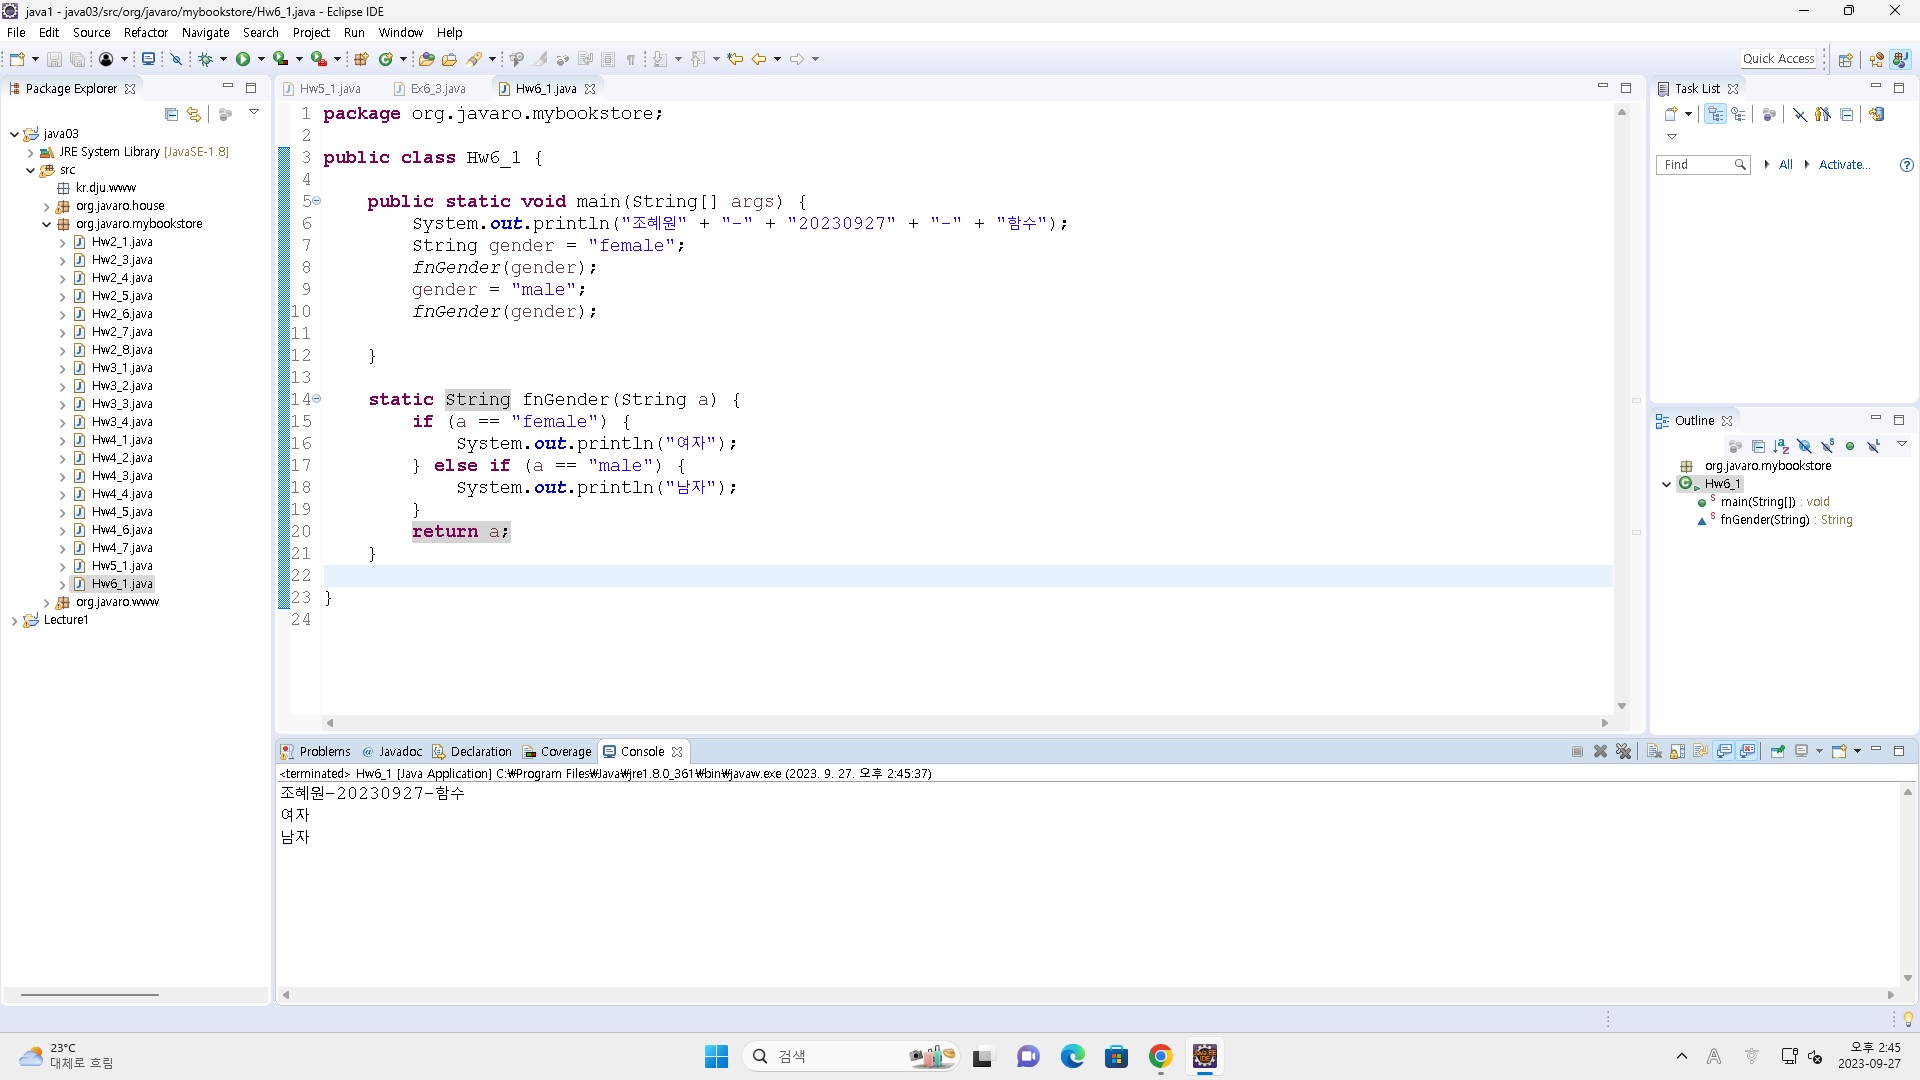 java1 - java03/src/org/javaro/mybookstore/Hw6_1.java - Eclipse IDE
File Edit Source Refactor Navigate Search Project Run Window Help
Quick Access
Package Explorer
java03
JRE System Library [JavaSE-1.8]
src
kr.dju.www
org.javaro.house
org.javaro.mybookstore
Hw2_1.java
Hw2_3.java
Hw2_4.java
Hw2_5.java
Hw2_6.java
Hw2_7.java
Hw2_8.java
Hw3_1.java
Hw3_2.java
Hw3_3.java
Hw3_4.java
Hw4_1.java
Hw4_2.java
Hw4_3.java
Hw4_4.java
Hw4_5.java
Hw4_6.java
Hw4_7.java
Hw5_1.java
Hw6_1.java
org.javaro.www
Lecture1
Hw5_1.java Ex6_3.java Hw6_1.java
1 package org.javaro.mybookstore;
2
3 public class Hw6_1 {
4
5 public static void main(String[] args) {
6 System.out.println("조혜원" + "-" + "20230927" + "-" + "함수");
7 String gender = "female";
8 fnGender(gender);
9 gender = "male";
10 fnGender(gender);
11
12 }
13
14 static String fnGender(String a) {
15 if (a == "female") {
16 System.out.println("여자");
17 } else if (a == "male") {
18 System.out.println("남자");
19 }
20 return a;
21 }
22
23 }
24
Task List
Find All Activate...
Outline
org.javaro.mybookstore
Hw6_1
main(String[]) : void
fnGender(String) : String
Problems Javadoc Declaration Coverage Console
<terminated> Hw6_1 [Java Application] C:₩Program Files₩Java₩jre1.8.0_361₩bin₩javaw.exe (2023. 9. 27. 오후 2:45:37)
조혜원-20230927-함수
여자
남자
23°C
대체로 흐림
검색
오후 2:45
2023-09-27